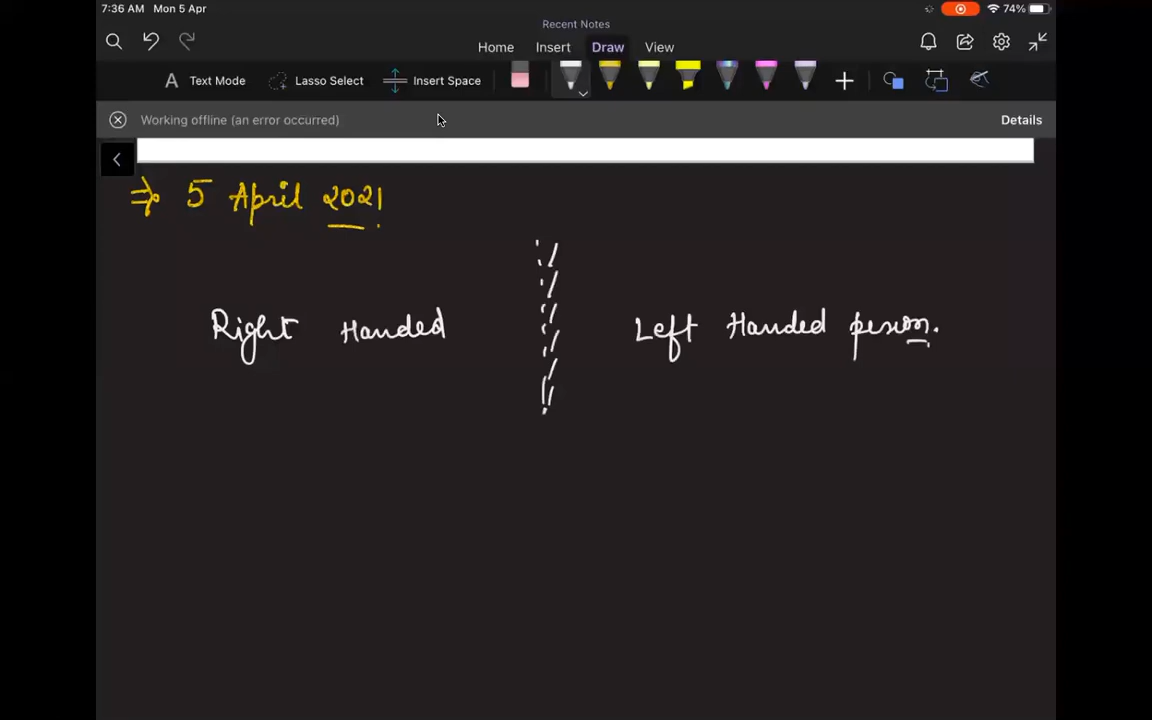 7:36 AM Mon 5 Apr 74%
Recent Notes
Home Insert Draw View
Text Mode Lasso Select Insert Space
Working offline (an error occurred) Details
⇒ 5 April 2021
Right Handed Left Handed person.